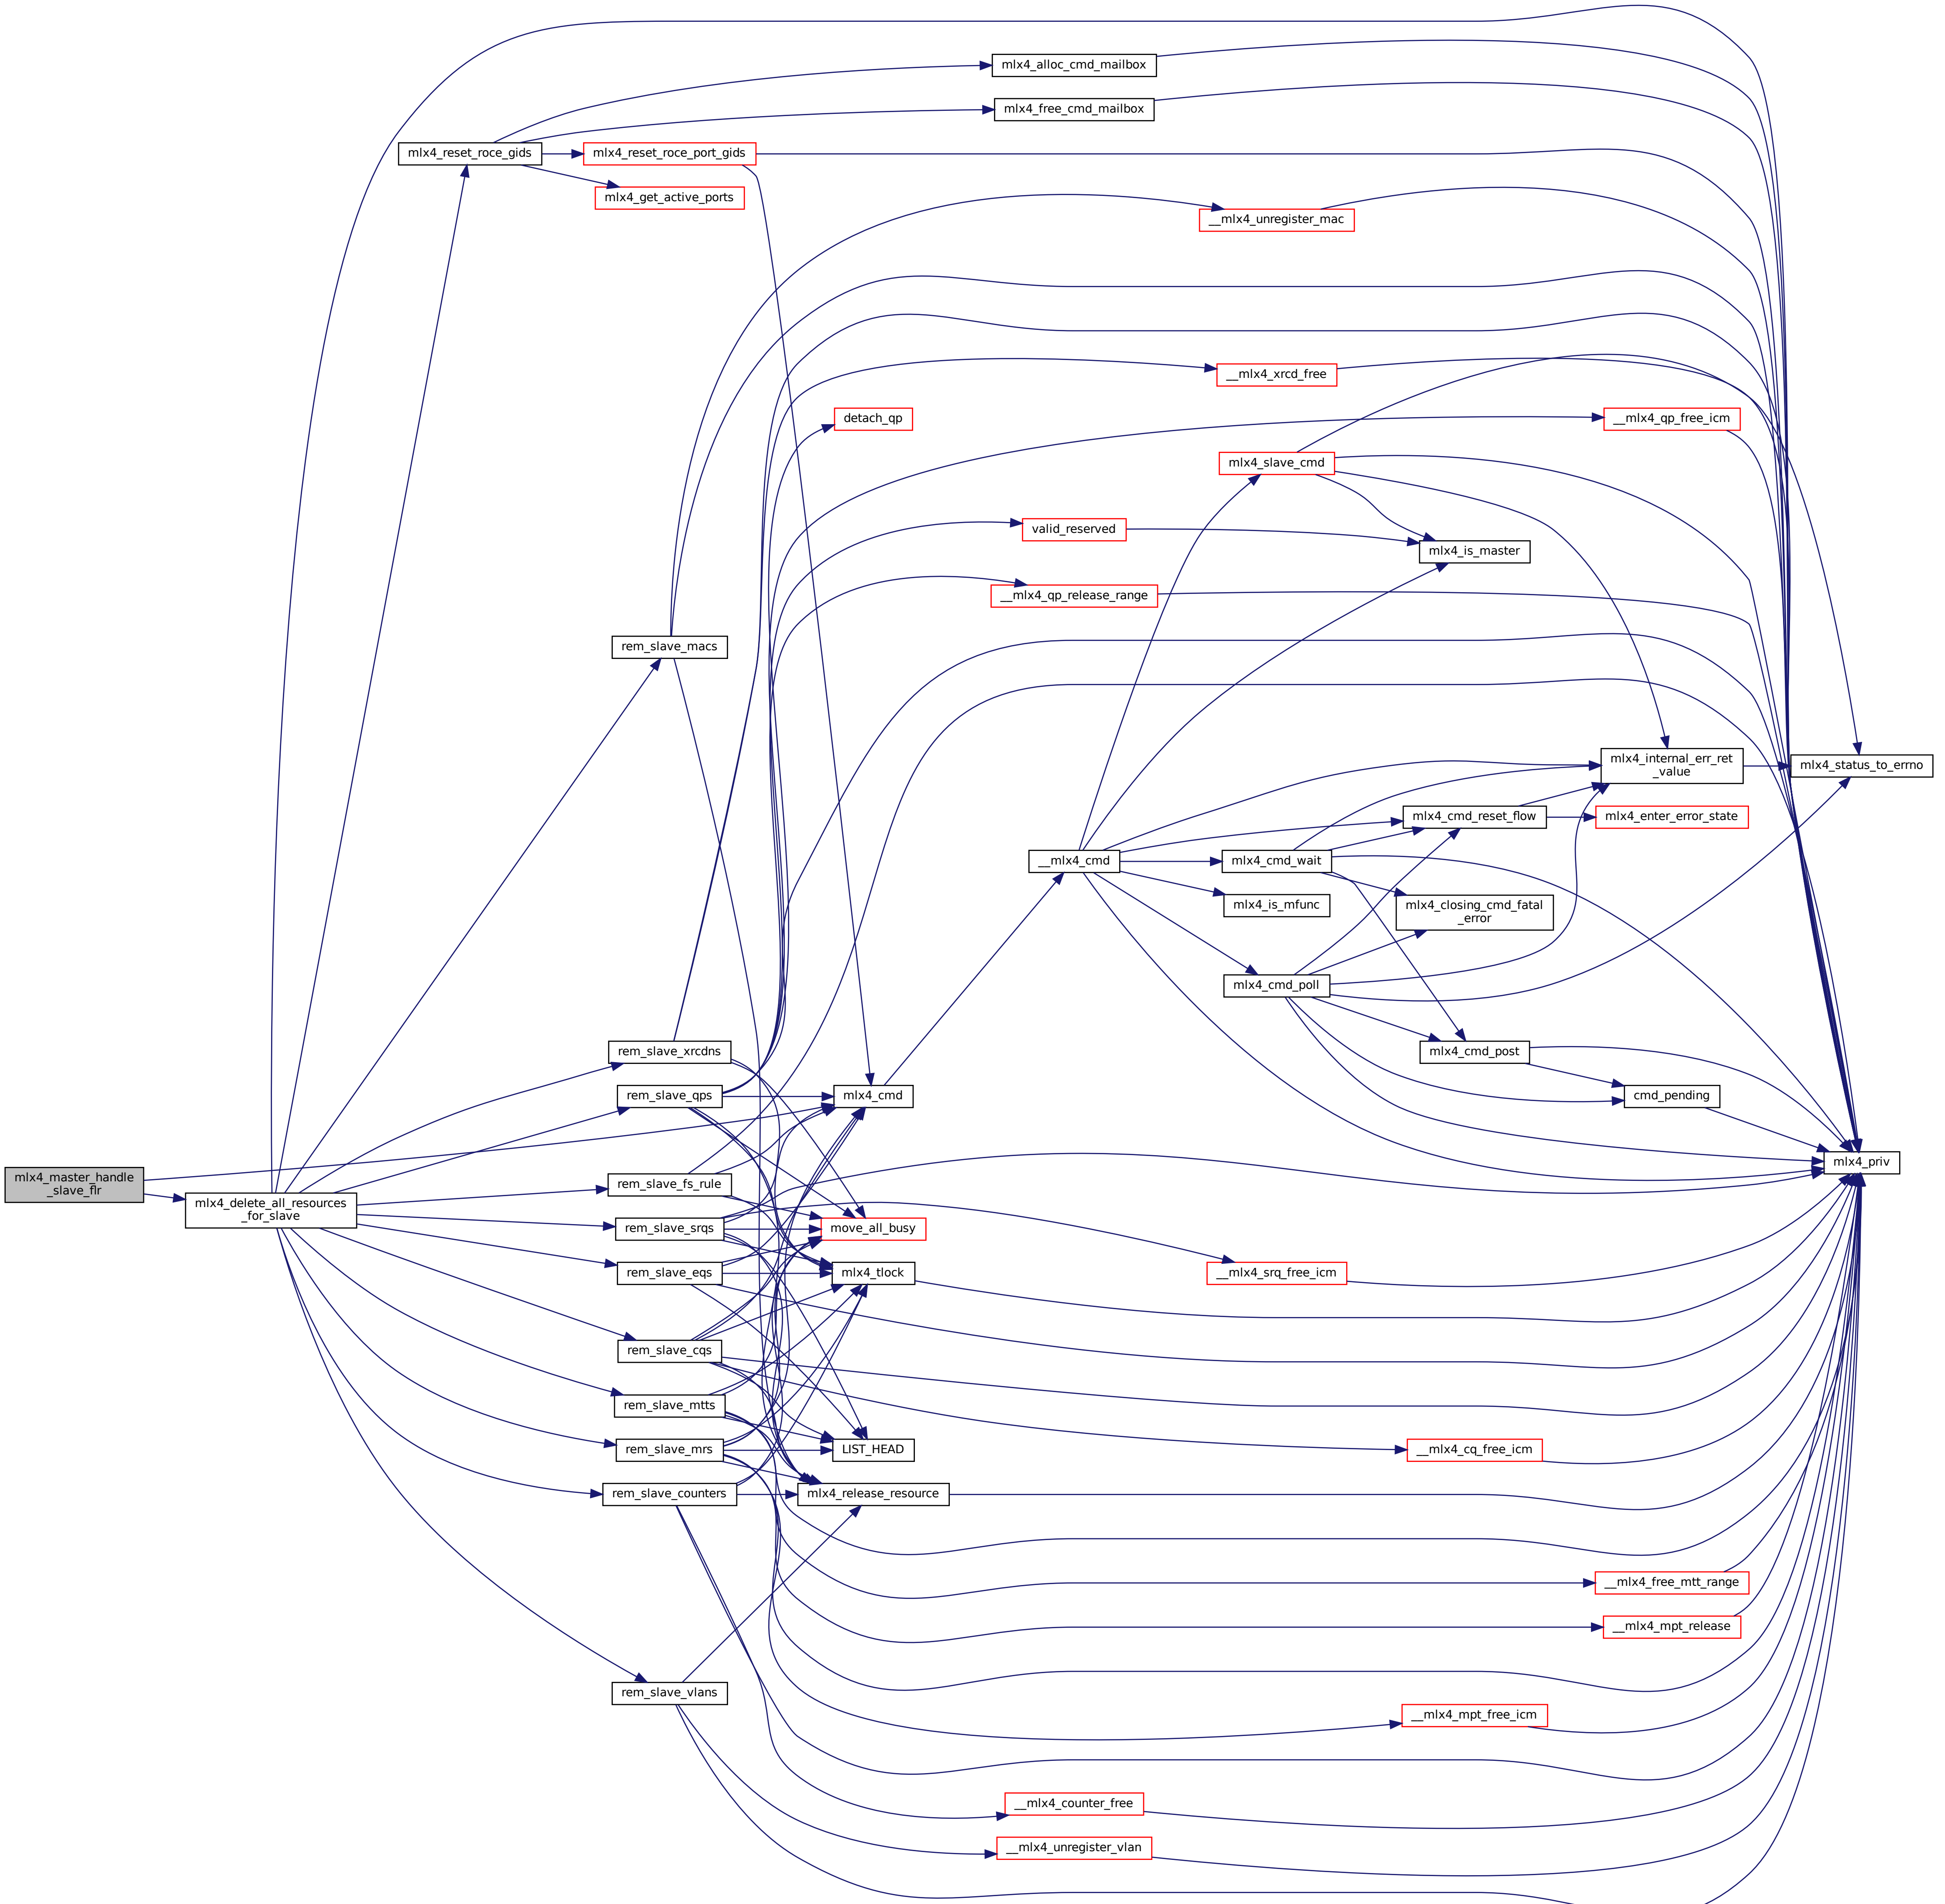 mlx4_alloc_cmd_mailbox
mlx4_free_cmd_mailbox
mlx4_reset_roce_gids
mlx4_reset_roce_port_gids
mlx4_get_active_ports
__mlx4_unregister_mac
__mlx4_xrcd_free
detach_qp
__mlx4_qp_free_icm
mlx4_slave_cmd
valid_reserved
mlx4_is_master
__mlx4_qp_release_range
rem_slave_macs
mlx4_internal_err_ret
_value
mlx4_status_to_errno
mlx4_cmd_reset_flow
mlx4_enter_error_state
__mlx4_cmd
mlx4_cmd_wait
mlx4_is_mfunc
mlx4_closing_cmd_fatal
_error
mlx4_cmd_poll
rem_slave_xrcdns
mlx4_cmd_post
rem_slave_qps
mlx4_cmd
cmd_pending
mlx4_master_handle
_slave_flr
mlx4_delete_all_resources
_for_slave
rem_slave_fs_rule
mlx4_priv
rem_slave_srqs
move_all_busy
rem_slave_eqs
mlx4_tlock
__mlx4_srq_free_icm
rem_slave_cqs
rem_slave_mtts
rem_slave_mrs
LIST_HEAD
__mlx4_cq_free_icm
rem_slave_counters
mlx4_release_resource
__mlx4_free_mtt_range
__mlx4_mpt_release
rem_slave_vlans
__mlx4_mpt_free_icm
__mlx4_counter_free
__mlx4_unregister_vlan